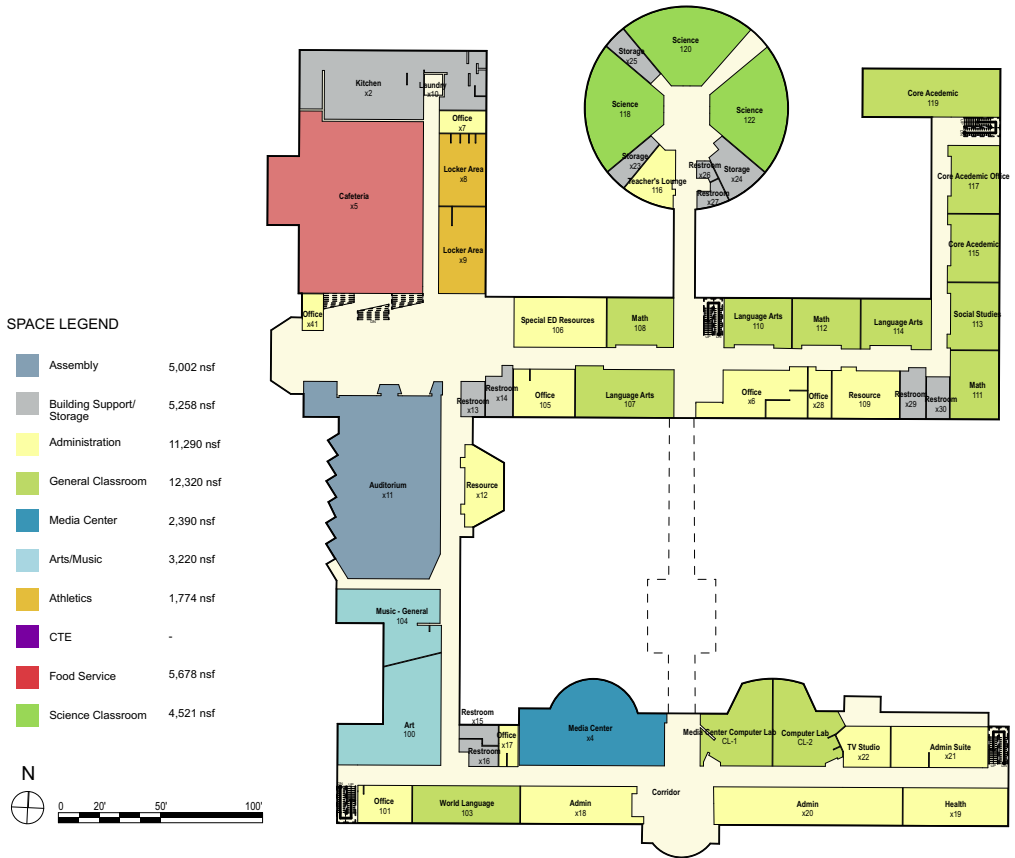 Science
120
Storage
x25
Kitchen
x2
Laundry
x10
Core Acedemic
119
Science
118
Science
122
Office
x7
Locker Area
x8
Storage
x23
Teacher's Lounge
116
Restroom
x26
Storage
x24
Restroom
x27
Core Acedemic Office
117
Cafeteria
x5
Locker Area
x9
Core Acedemic
115
Office
x41
Special ED Resources
106
Math
108
Language Arts
110
Math
112
Language Arts
114
Social Studies
113
Restroom
x13
Restroom
x14
Office
105
Language Arts
107
Office
x6
Office
x28
Resource
109
Restroom
x29
Restroom
x30
Math
111
SPACE LEGEND
Assembly 5,002 nsf
Building Support/
Storage
5,258 nsf
Administration 11,290 nsf
General Classroom 12,320 nsf
Media Center 2,390 nsf
Arts/Music 3,220 nsf
Athletics 1,774 nsf
CTE -
Food Service 5,678 nsf
Science Classroom 4,521 nsf
Auditorium
x11
Resource
x12
Music - General
104
Art
100
Restroom
x15
Restroom
x16
Office
x17
Media Center
x4
Media Center Computer Lab
CL-1
Computer Lab
CL-2
TV Studio
x22
Admin Suite
x21
N
0 20' 50' 100'
Office
101
World Language
103
Admin
x18
Corridor
Admin
x20
Health
x19